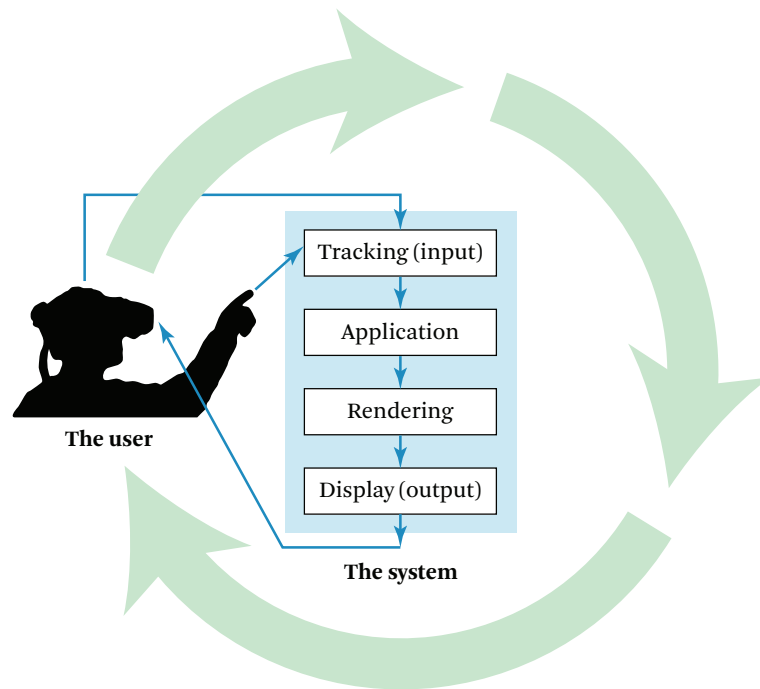 Tracking (input)
Application
Rendering
The user
Display (output)
The system